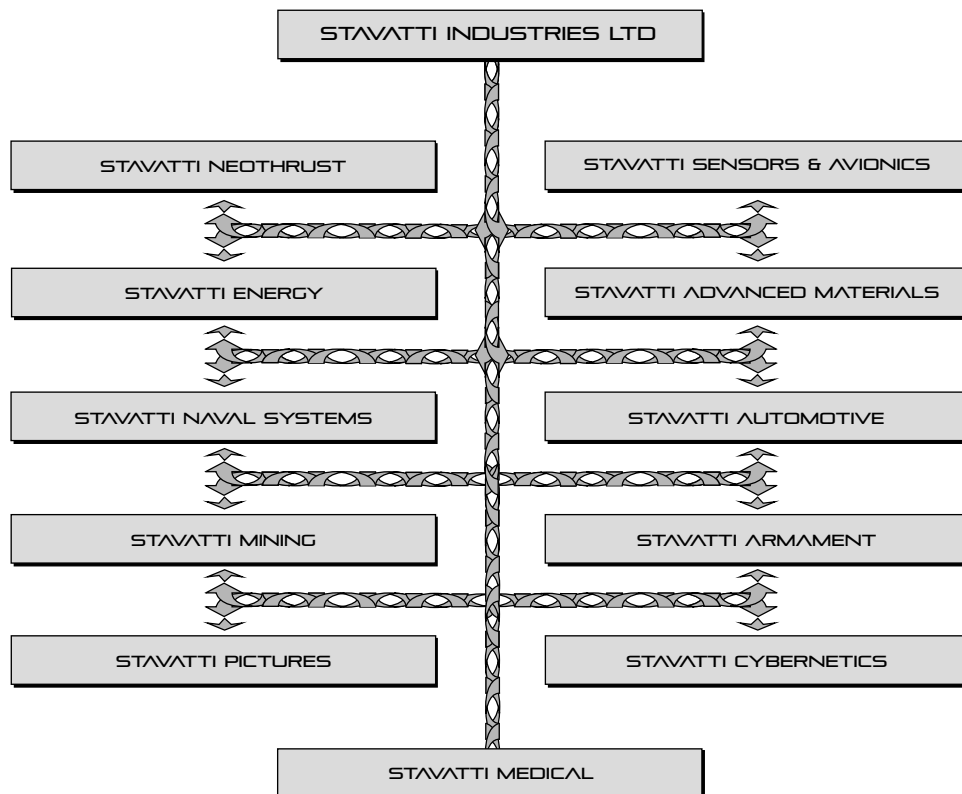 STAVATTI INDUSTRIES LTD
STAVATTI NEOTHRUST
STAVATTI SENSORS & AVIONICS
STAVATTI ENERGY
STAVATTI ADVANCED MATERIALS
STAVATTI NAVAL SYSTEMS
STAVATTI AUTOMOTIVE
STAVATTI MINING
STAVATTI ARMAMENT
STAVATTI PICTURES
STAVATTI CYBERNETICS
STAVATTI MEDICAL